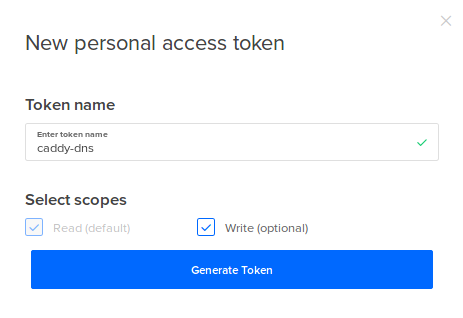 New personal access token
Token name
Enter token name
caddy-dns
Select scopes
Read (default)
Write (optional)
Generate Token